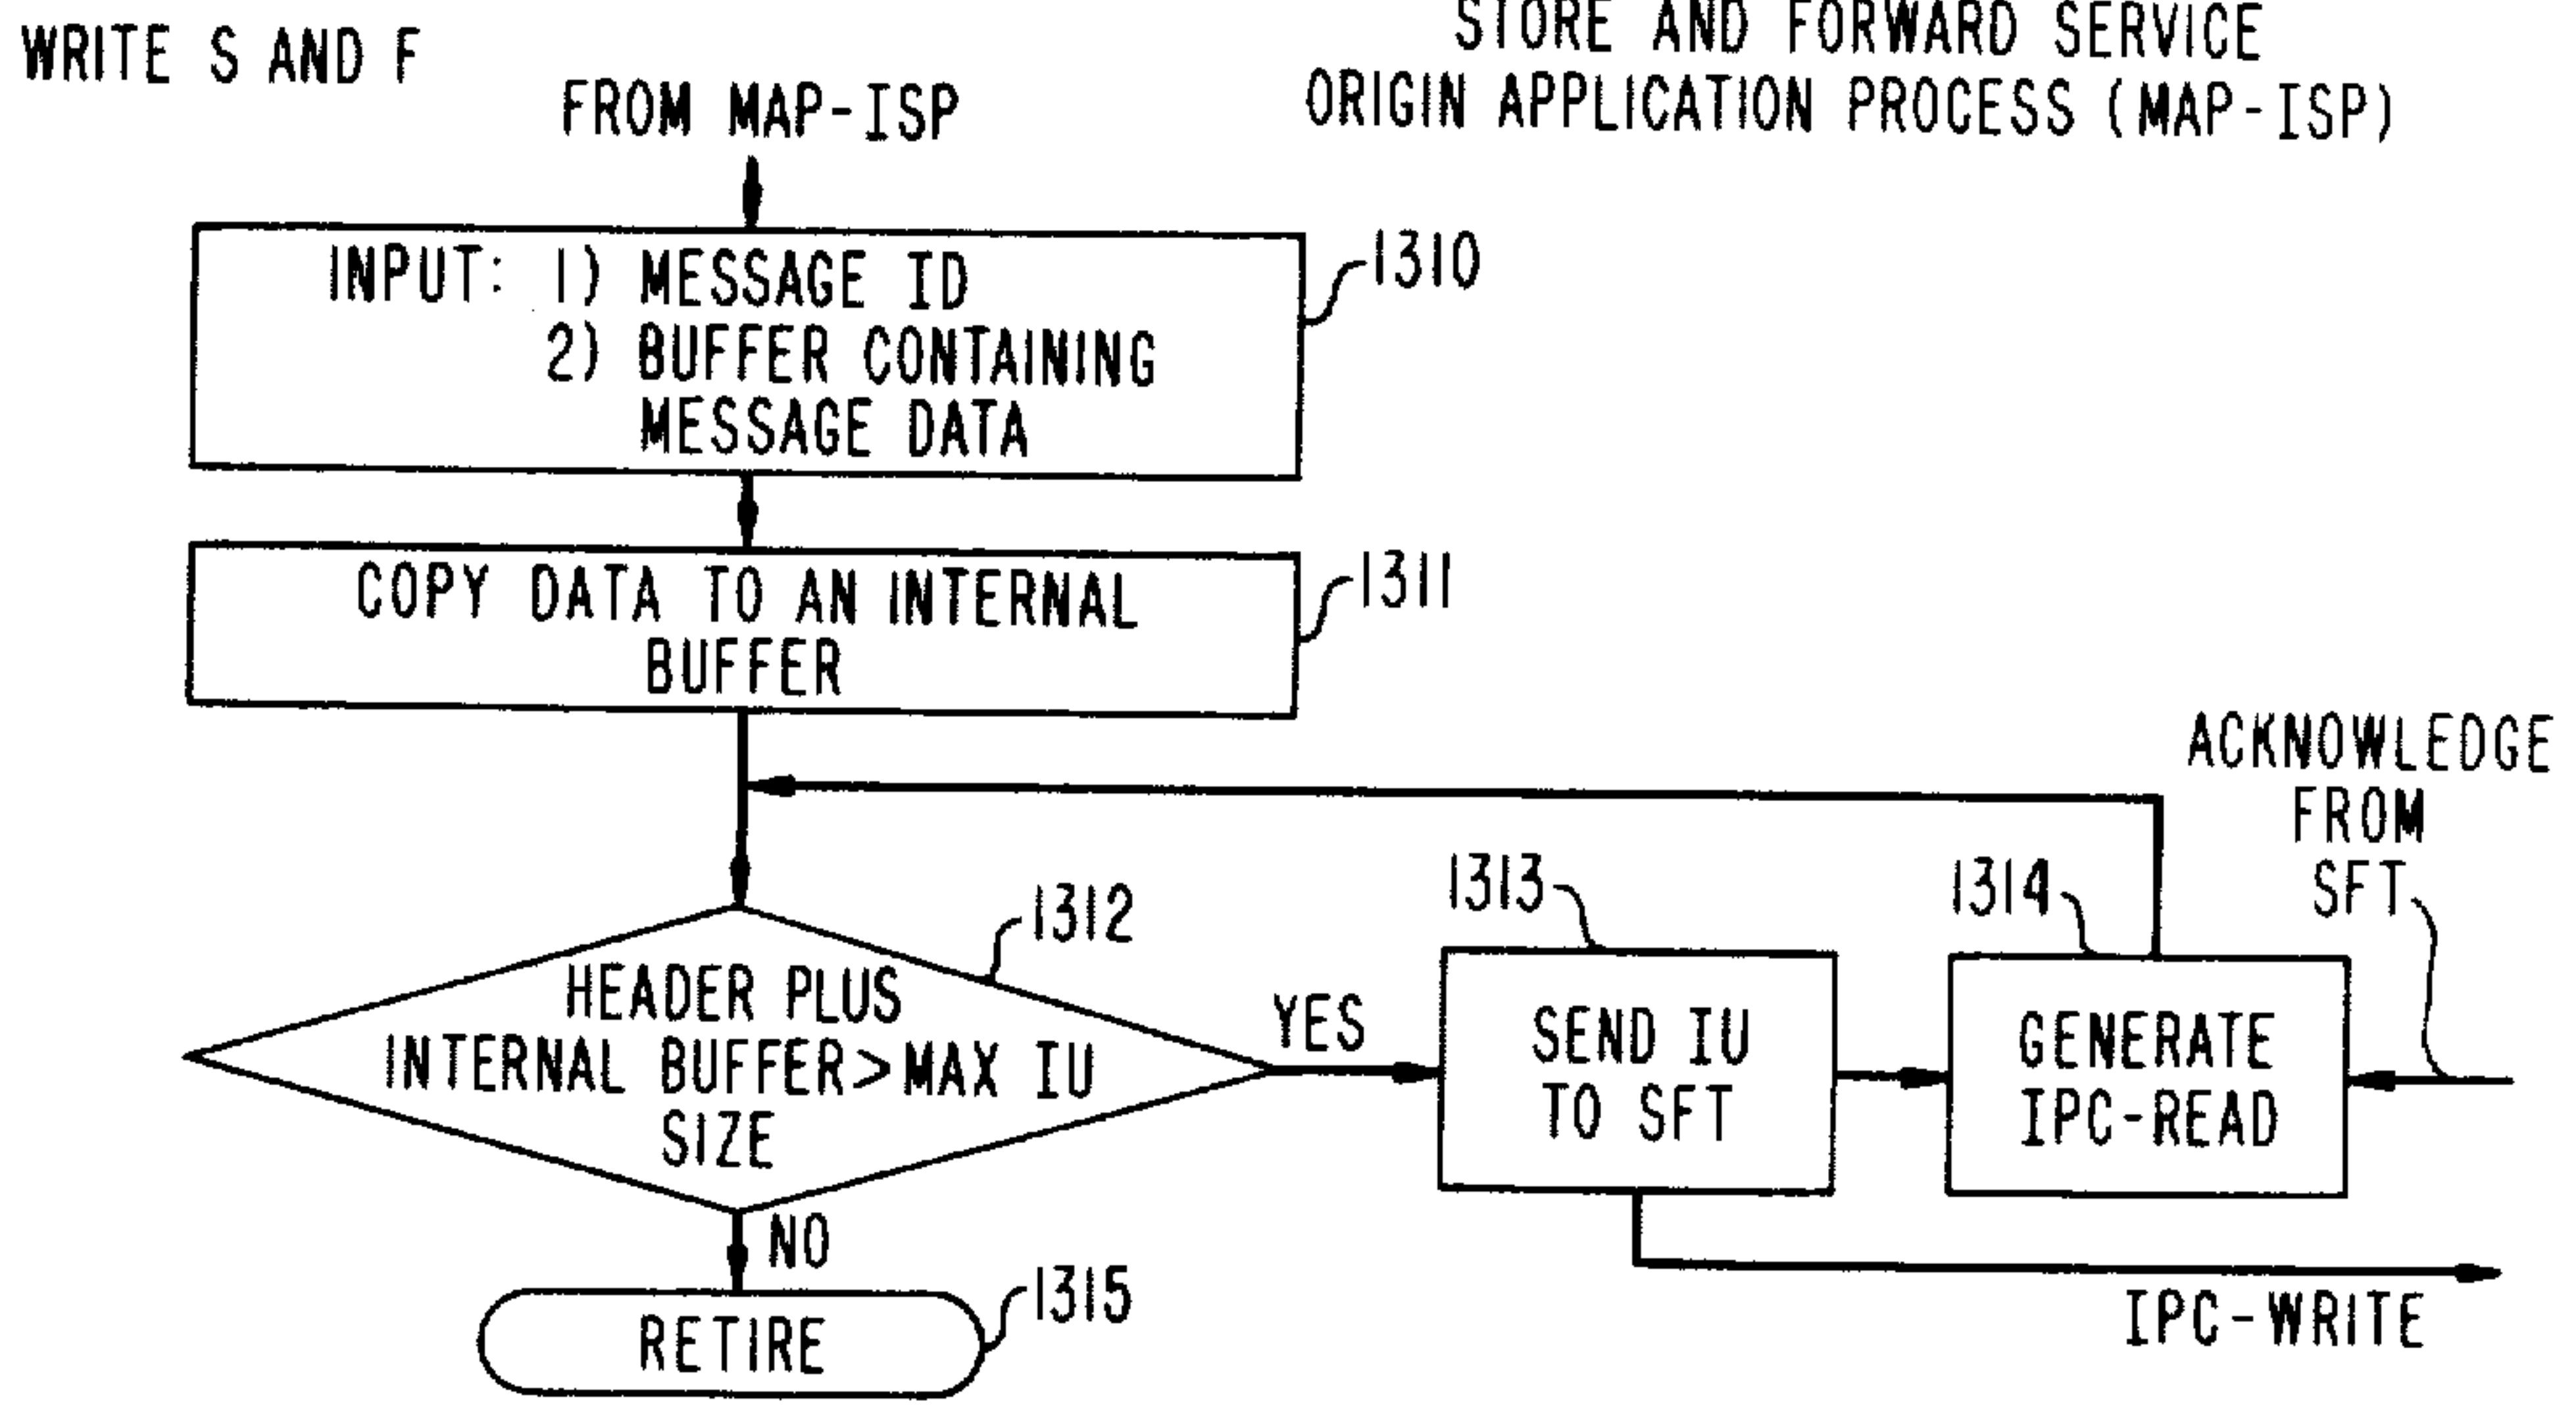 WRITE S AND F
STORE AND FORWARD SERVICE
ORIGIN APPLICATION PROCESS (MAP-ISP)
FROM MAP-ISP
INPUT: 1) MESSAGE ID
2) BUFFER CONTAINING
MESSAGE DATA
1310
COPY DATA TO AN INTERNAL
BUFFER
1311
ACKNOWLEDGE
FROM
SFT
1312
HEADER PLUS
INTERNAL BUFFER>MAX IU
SIZE
YES
1313
SEND IU
TO SFT
1314
GENERATE
IPC-READ
NO
IPC-WRITE
RETIRE
1315